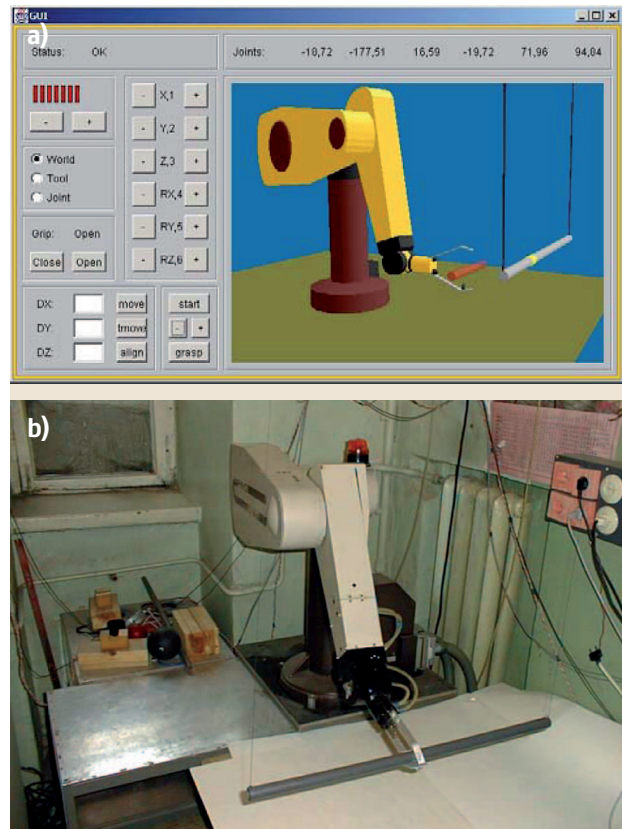 GUI
a)
Status: OK
Joints: -18,72 -177,51 16,59 -19,72 71,96 94,84
- +
- X,1 +
- Y,2 +
- Z,3 +
- RX,4 +
- RY,5 +
- RZ,6 +
World
Tool
Joint
Grip: Open
Close Open
DX: move
DY: tmove
DZ: align
start
- +
grasp
b)